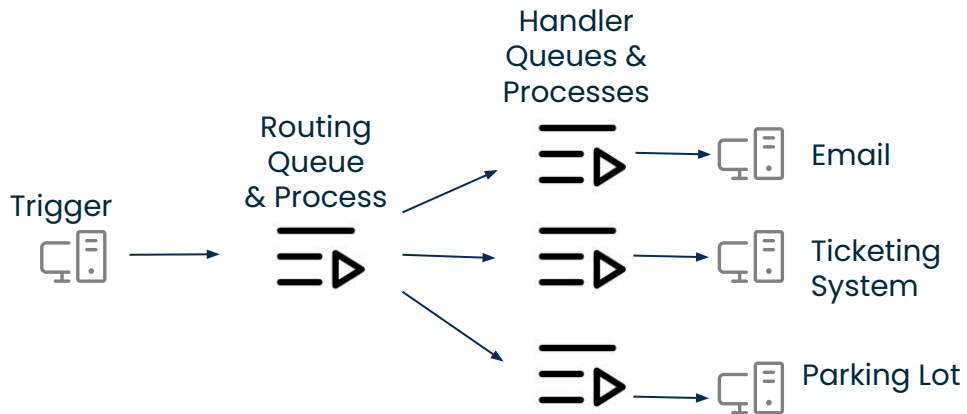 Handler
Queues &
Processes
Routing
Queue
& Process
Trigger
Email
Ticketing
System
Parking Lot